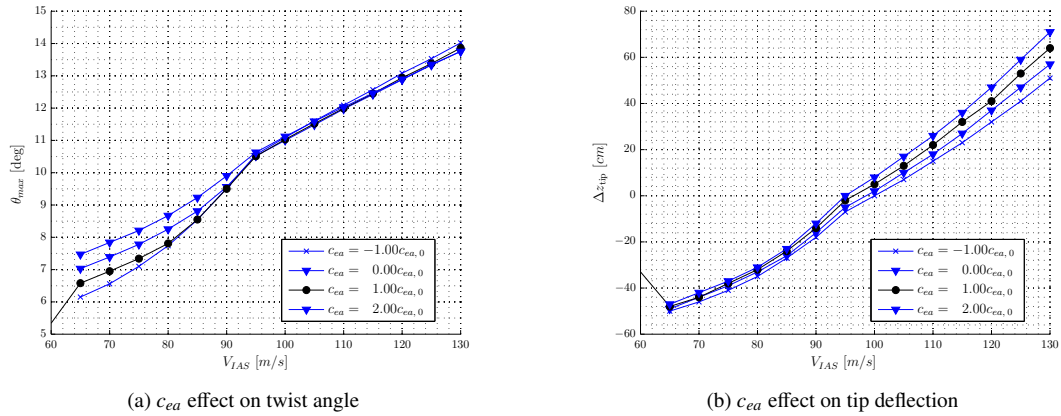 15
14
13
12
11
10
9
8
7
6
5
θmax [deg]
60 70 80 90 100 110 120 130
V_IAS [m/s]
c_ea = −1.00c_ea, 0
c_ea = 0.00c_ea, 0
c_ea = 1.00c_ea, 0
c_ea = 2.00c_ea, 0
(a) c_ea effect on twist angle
80
60
40
20
0
−20
−40
−60
Δz_tip [cm]
60 70 80 90 100 110 120 130
V_IAS [m/s]
c_ea = −1.00c_ea, 0
c_ea = 0.00c_ea, 0
c_ea = 1.00c_ea, 0
c_ea = 2.00c_ea, 0
(b) c_ea effect on tip deflection